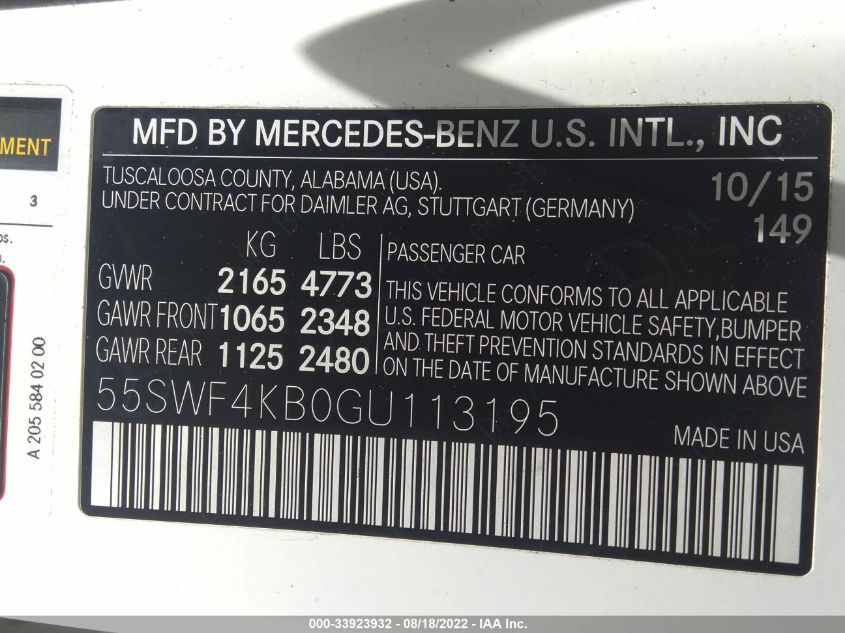 MENT
3
os.
A 205 584 02 00
MFD BY MERCEDES-BENZ U.S. INTL., INC
TUSCALOOSA COUNTY, ALABAMA (USA).
UNDER CONTRACT FOR DAIMLER AG, STUTTGART (GERMANY)
10/15
149
KG LBS
GVWR 2165 4773
GAWR FRONT 1065 2348
GAWR REAR 1125 2480
PASSENGER CAR
THIS VEHICLE CONFORMS TO ALL APPLICABLE
U.S. FEDERAL MOTOR VEHICLE SAFETY,BUMPER
AND THEFT PREVENTION STANDARDS IN EFFECT
ON THE DATE OF MANUFACTURE SHOWN ABOVE
55SWF4KB0GU113195
MADE IN USA
000-33923932 - 08/18/2022 - IAA Inc.